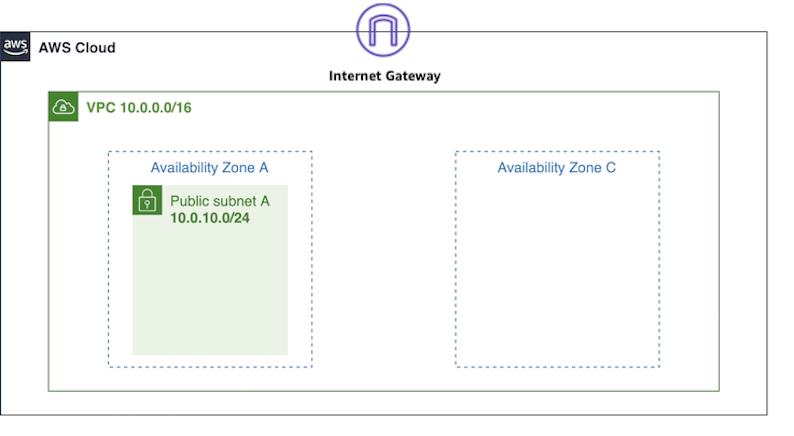 aws
AWS Cloud
Internet Gateway
VPC 10.0.0.0/16
Availability Zone A
Availability Zone C
Public subnet A
10.0.10.0/24